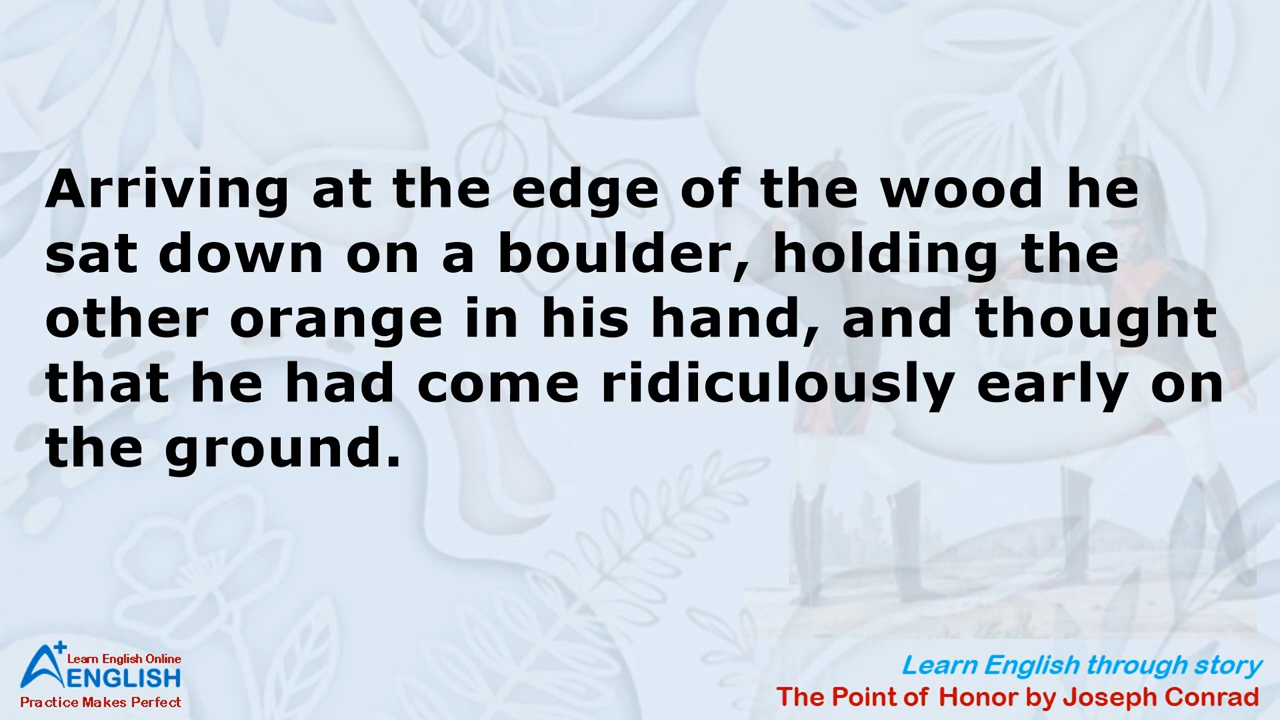 Arriving at the edge of the wood he
sat down on a boulder, holding the
other orange in his hand, and thought
that he had come ridiculously early on
the ground.
A+ Learn English Online
ENGLISH
Practice Makes Perfect
Learn English through story
The Point of Honor by Joseph Conrad